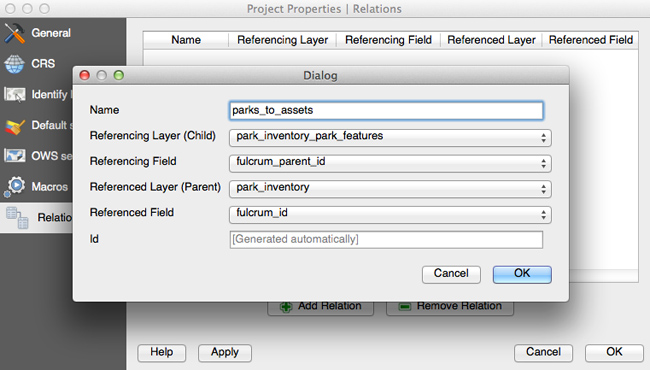 Project Properties | Relations
General
CRS
Identify
Default s
OWS se
Macros
Relatio
Name Referencing Layer Referencing Field Referenced Layer Referenced Field
Dialog
Name parks_to_assets
Referencing Layer (Child) park_inventory_park_features
Referencing Field fulcrum_parent_id
Referenced Layer (Parent) park_inventory
Referenced Field fulcrum_id
Id [Generated automatically]
Cancel OK
Add Relation Remove Relation
Help Apply Cancel OK